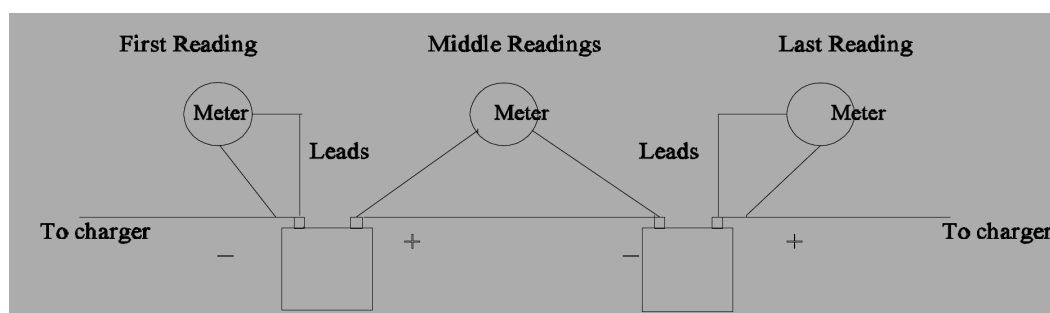 First Reading Middle Readings Last Reading
Meter Meter Meter
Leads Leads
To charger To charger
− + − +